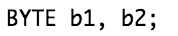 BYTE b1, b2;